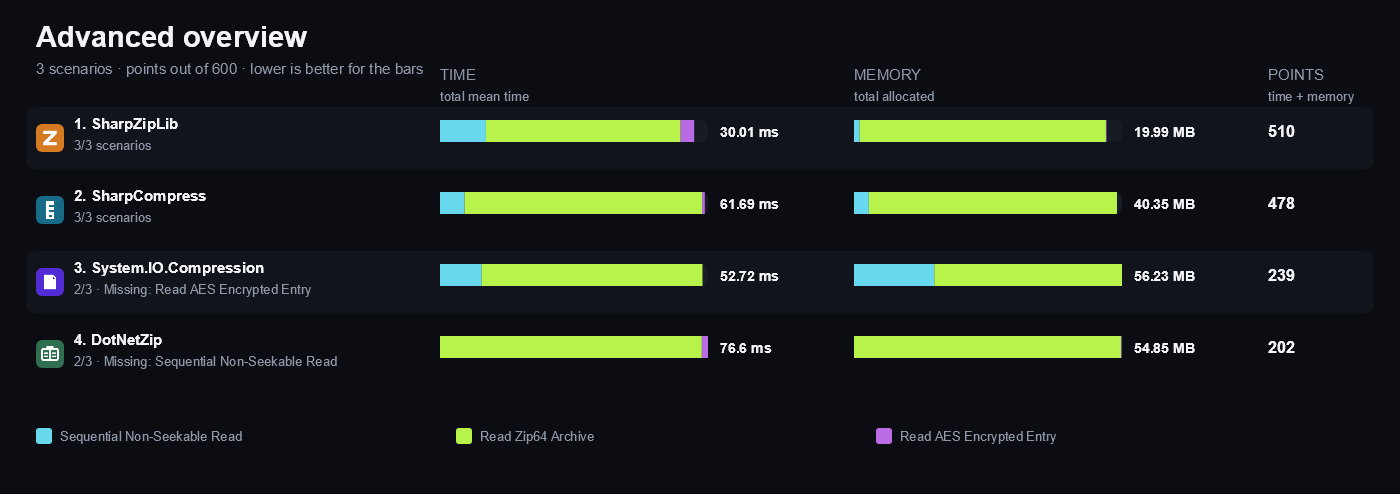 Advanced overview
3 scenarios · points out of 600 · lower is better for the bars
TIME
total mean time
MEMORY
total allocated
POINTS
time + memory
1. SharpZipLib
3/3 scenarios
30.01 ms
19.99 MB
510
2. SharpCompress
3/3 scenarios
61.69 ms
40.35 MB
478
3. System.IO.Compression
2/3 · Missing: Read AES Encrypted Entry
52.72 ms
56.23 MB
239
4. DotNetZip
2/3 · Missing: Sequential Non-Seekable Read
76.6 ms
54.85 MB
202
Sequential Non-Seekable Read
Read Zip64 Archive
Read AES Encrypted Entry